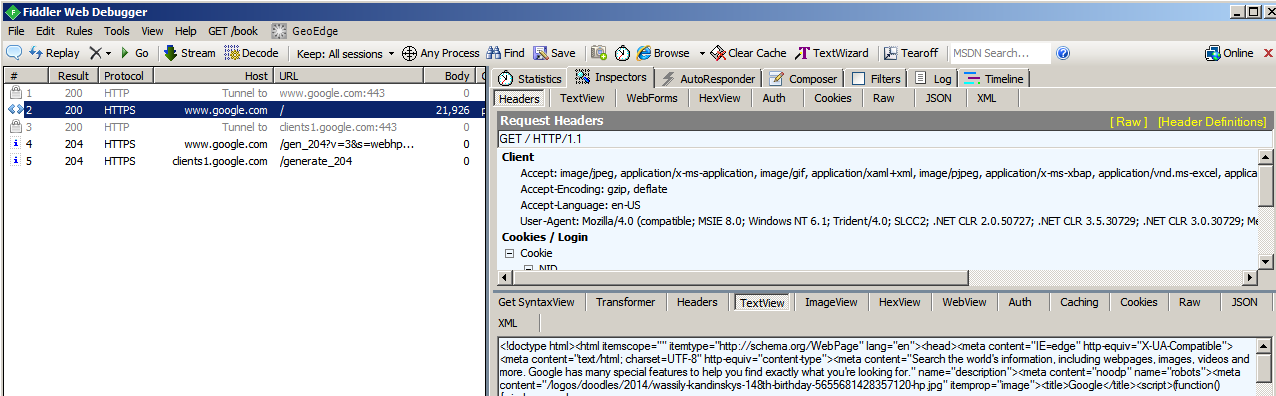 Fiddler Web Debugger
File Edit Rules Tools View Help GET /book GeoEdge
Replay Go Stream Decode Keep: All sessions Any Process Find Save Browse Clear Cache TextWizard Tearoff MSDN Search... Online
# Result Protocol Host URL Body
1 200 HTTP Tunnel to www.google.com:443 0
2 200 HTTPS www.google.com / 21,926
3 200 HTTP Tunnel to clients1.google.com:443 0
4 204 HTTPS www.google.com /gen_204?v=3&s=webhp... 0
5 204 HTTPS clients1.google.com /generate_204 0
Statistics Inspectors AutoResponder Composer Filters Log Timeline
Headers TextView WebForms HexView Auth Cookies Raw JSON XML
Request Headers [ Raw ] [Header Definitions]
GET / HTTP/1.1
Client
Accept: image/jpeg, application/x-ms-application, image/gif, application/xaml+xml, image/pjpeg, application/x-ms-xbap, application/vnd.ms-excel, applica
Accept-Encoding: gzip, deflate
Accept-Language: en-US
User-Agent: Mozilla/4.0 (compatible; MSIE 8.0; Windows NT 6.1; Trident/4.0; SLCC2; .NET CLR 2.0.50727; .NET CLR 3.5.30729; .NET CLR 3.0.30729; Me
Cookies / Login
Cookie
NID
Get SyntaxView Transformer Headers TextView ImageView HexView WebView Auth Caching Cookies Raw JSON
XML
<!doctype html><html itemscope="" itemtype="http://schema.org/WebPage" lang="en"><head><meta content="IE=edge" http-equiv="X-UA-Compatible">
<meta content="text/html; charset=UTF-8" http-equiv="content-type"><meta content="Search the world's information, including webpages, images, videos and
more. Google has many special features to help you find exactly what you're looking for." name="description"><meta content="noodp" name="robots"><meta
content="/logos/doodles/2014/wassily-kandinskys-148th-birthday-5655681428357120-hp.jpg" itemprop="image"><title>Google</title><script>(function()